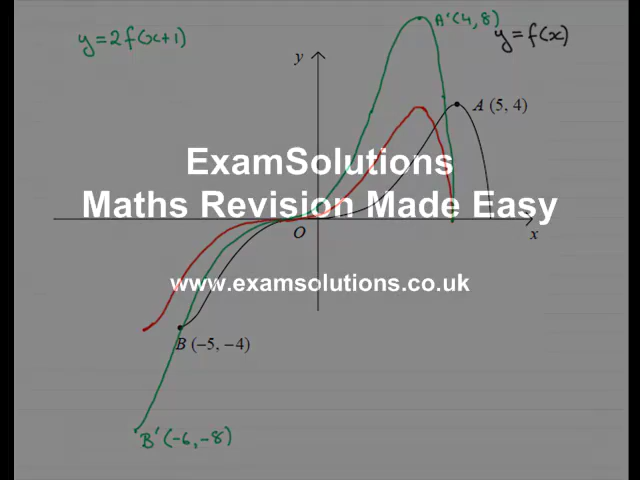 y=2f(x+1)
A'(4,8)
y=f(x)
y
A (5, 4)
ExamSolutions
Maths Revision Made Easy
O
x
www.examsolutions.co.uk
B (–5, –4)
B'(-6,-8)